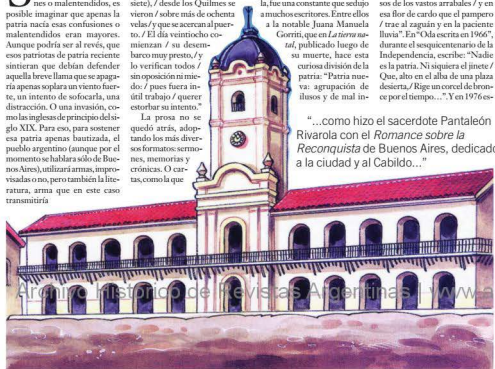 nes o malentendidos, es
posible imaginar que apenas la
patria nacía esas confusiones o
malentendidos eran mayores.
Aunque podría ser al revés, que
esos patriotas de patria reciente
sintieran que debían defender
aquella breve llama que se apaga-
ría apenas soplara un viento fuer-
te, un intento de sofocarla, una
distracción. O una invasión, co-
mo las inglesas de principio del si-
glo XIX. Para eso, para sostener
esa patria apenas bautizada, el
pueblo argentino (aunque por el
momento se hablara sólo de Bue-
nos Aires), utilizará armas, impro-
visadas o no, pero también la lite-
ratura, arma que en este caso
transmitiría
siete), / desde los Quilmes se
vieron / sobre más de ochenta
velas / y que se acercan al puer-
to. / El día veintiocho co-
mienzan / su desem-
barco muy presto, / y
lo verifican todos /
sin oposición ni mie-
do: / pues fuera in-
útil trabajo / querer
estorbar su intento."
La prosa no se
quedó atrás, adop-
tando los más diver-
sos formatos: sermo-
nes, memorias y
crónicas. O car-
tas, como la que
la, fue una constante que sedujo
a muchos escritores. Entre ellos
a la notable Juana Manuela
Gorriti, que en La tierra na-
tal, publicado luego de
su muerte, hace esta
curiosa división de la
patria: "Patria nue-
va: agrupación de
ilusos y de mal in-
sos de los vastos arrabales / y en
esa flor de cardo que el pampero
/ trae al zaguán y en la paciente
lluvia". En "Oda escrita en 1966",
durante el sesquicentenario de la
Independencia, escribe: "Nadie
es la patria. Ni siquiera el jinete /
Que, alto en el alba de una plaza
desierta, / Rige un corcel de bron-
ce por el tiempo...". Y en 1976 es-
"...como hizo el sacerdote Pantaleón
Rivarola con el Romance sobre la
Reconquista de Buenos Aires, dedicado
a la ciudad y al Cabildo..."
Archivo Histórico de Revistas Argentinas | www.a